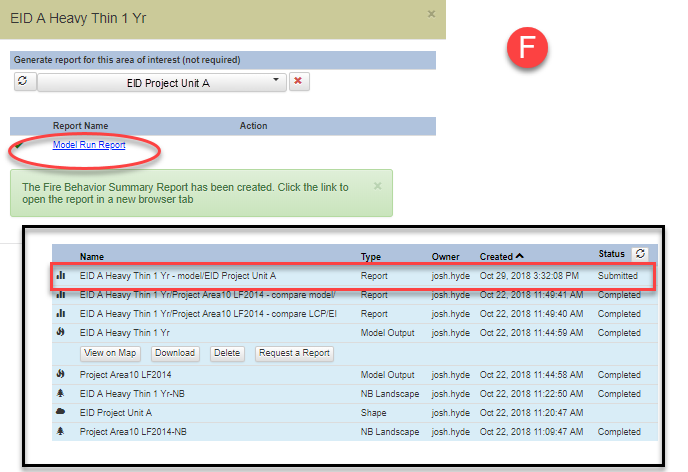 EID A Heavy Thin 1 Yr
×
F
Generate report for this area of interest (not required)
EID Project Unit A
Report Name Action
Model Run Report
The Fire Behavior Summary Report has been created. Click the link to
open the report in a new browser tab
×
Name Type Owner Created Status
EID A Heavy Thin 1 Yr - model/EID Project Unit A Report josh.hyde Oct 29, 2018 3:32:08 PM Submitted
EID A Heavy Thin 1 Yr/Project Area10 LF2014 - compare model/ Report josh.hyde Oct 22, 2018 11:49:41 AM Completed
EID A Heavy Thin 1 Yr/Project Area10 LF2014 - compare LCP/EI Report josh.hyde Oct 22, 2018 11:49:40 AM Completed
EID A Heavy Thin 1 Yr Model Output josh.hyde Oct 22, 2018 11:44:59 AM Completed
View on Map Download Delete Request a Report
Project Area10 LF2014 Model Output josh.hyde Oct 22, 2018 11:44:58 AM Completed
EID A Heavy Thin 1 Yr-NB NB Landscape josh.hyde Oct 22, 2018 11:22:50 AM Completed
EID Project Unit A Shape josh.hyde Oct 22, 2018 11:20:47 AM
Project Area10 LF2014-NB NB Landscape josh.hyde Oct 22, 2018 11:09:47 AM Completed